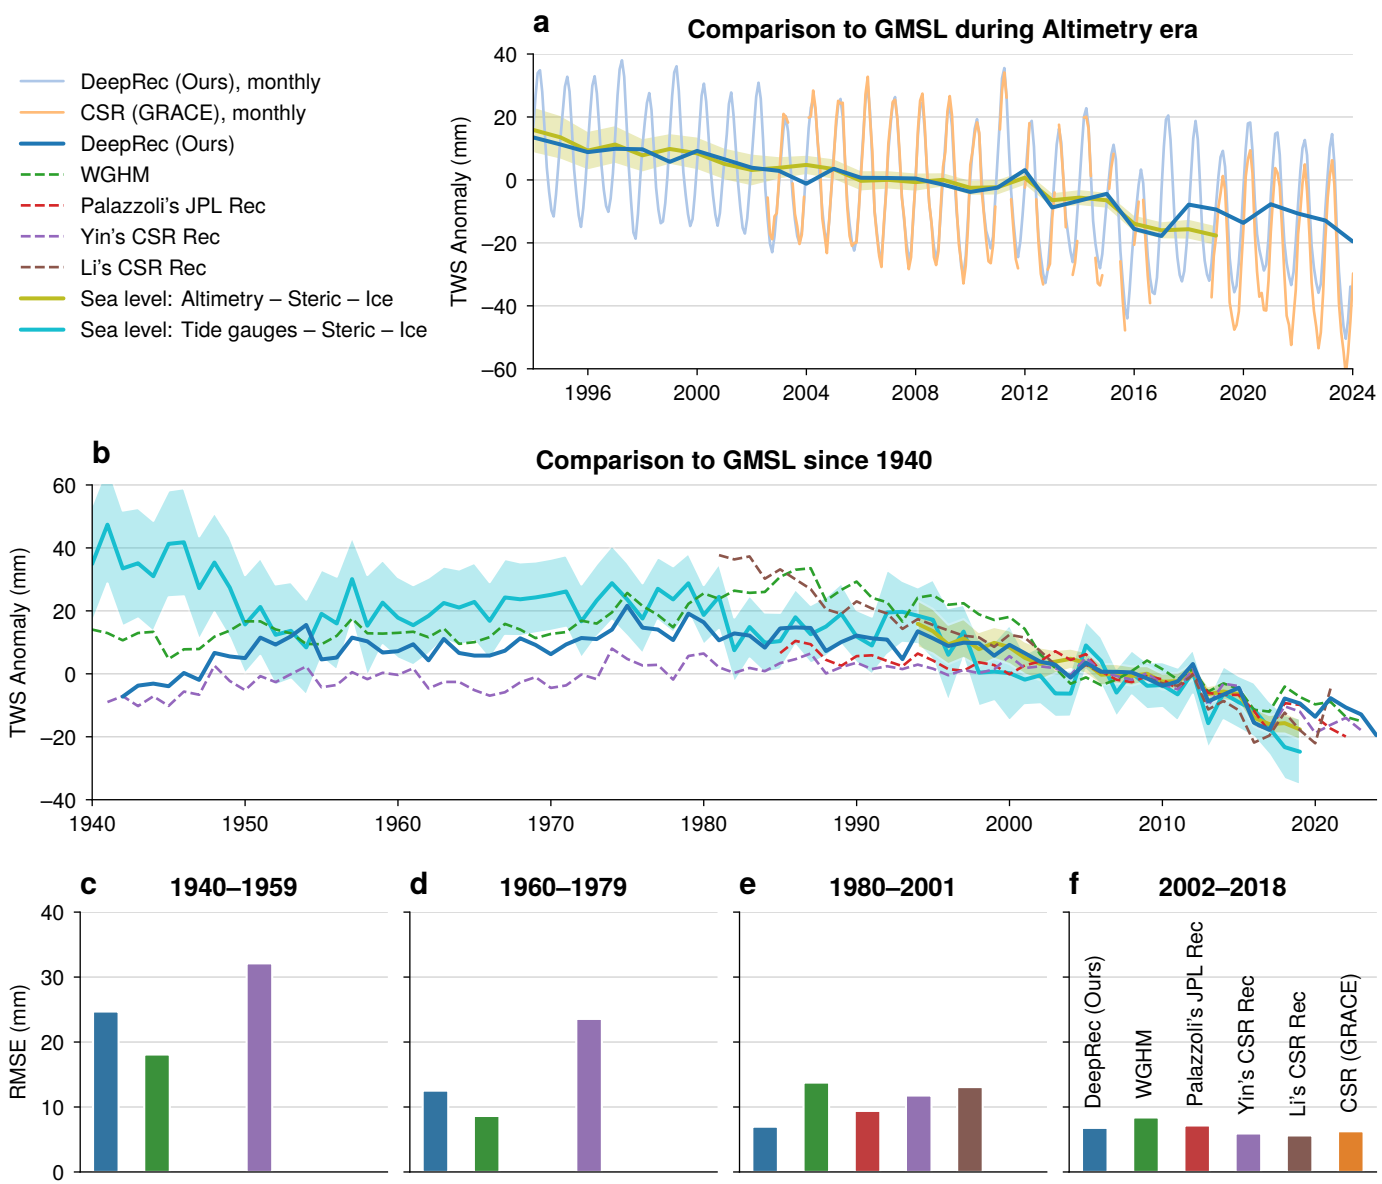 a
Comparison to GMSL during Altimetry era
DeepRec (Ours), monthly
CSR (GRACE), monthly
DeepRec (Ours)
WGHM
Palazzoli's JPL Rec
Yin's CSR Rec
Li's CSR Rec
Sea level: Altimetry – Steric – Ice
Sea level: Tide gauges – Steric – Ice
TWS Anomaly (mm)
40
20
0
−20
−40
−60
1996 2000 2004 2008 2012 2016 2020 2024
b
Comparison to GMSL since 1940
TWS Anomaly (mm)
60
40
20
0
−20
−40
1940 1950 1960 1970 1980 1990 2000 2010 2020
c 1940–1959
RMSE (mm)
40
30
20
10
0
d 1960–1979
e 1980–2001
f 2002–2018
DeepRec (Ours)
WGHM
Palazzoli's JPL Rec
Yin's CSR Rec
Li's CSR Rec
CSR (GRACE)